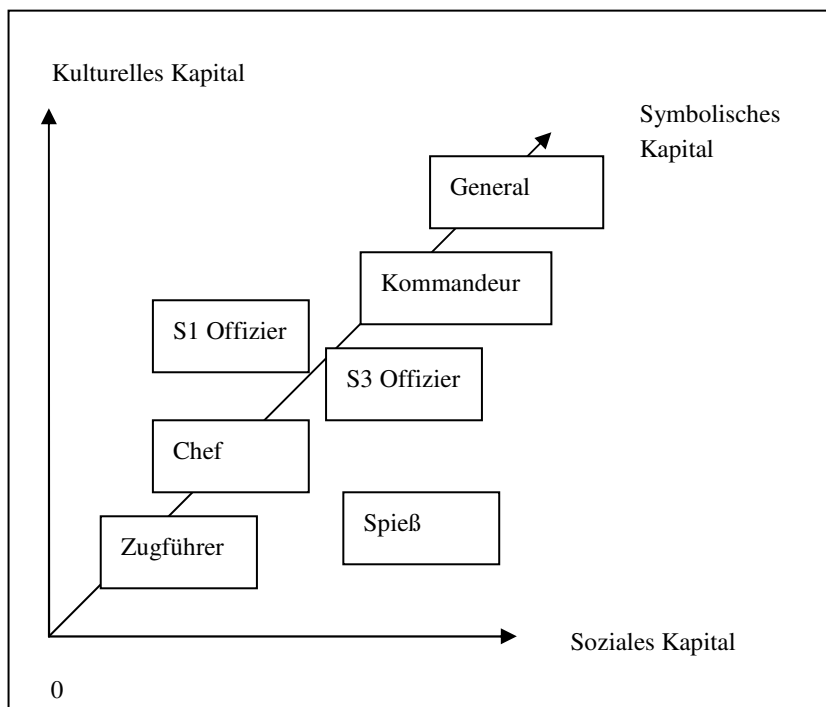 Kulturelles Kapital
Symbolisches
Kapital
General
Kommandeur
S1 Offizier
S3 Offizier
Chef
Spieß
Zugführer
Soziales Kapital
0